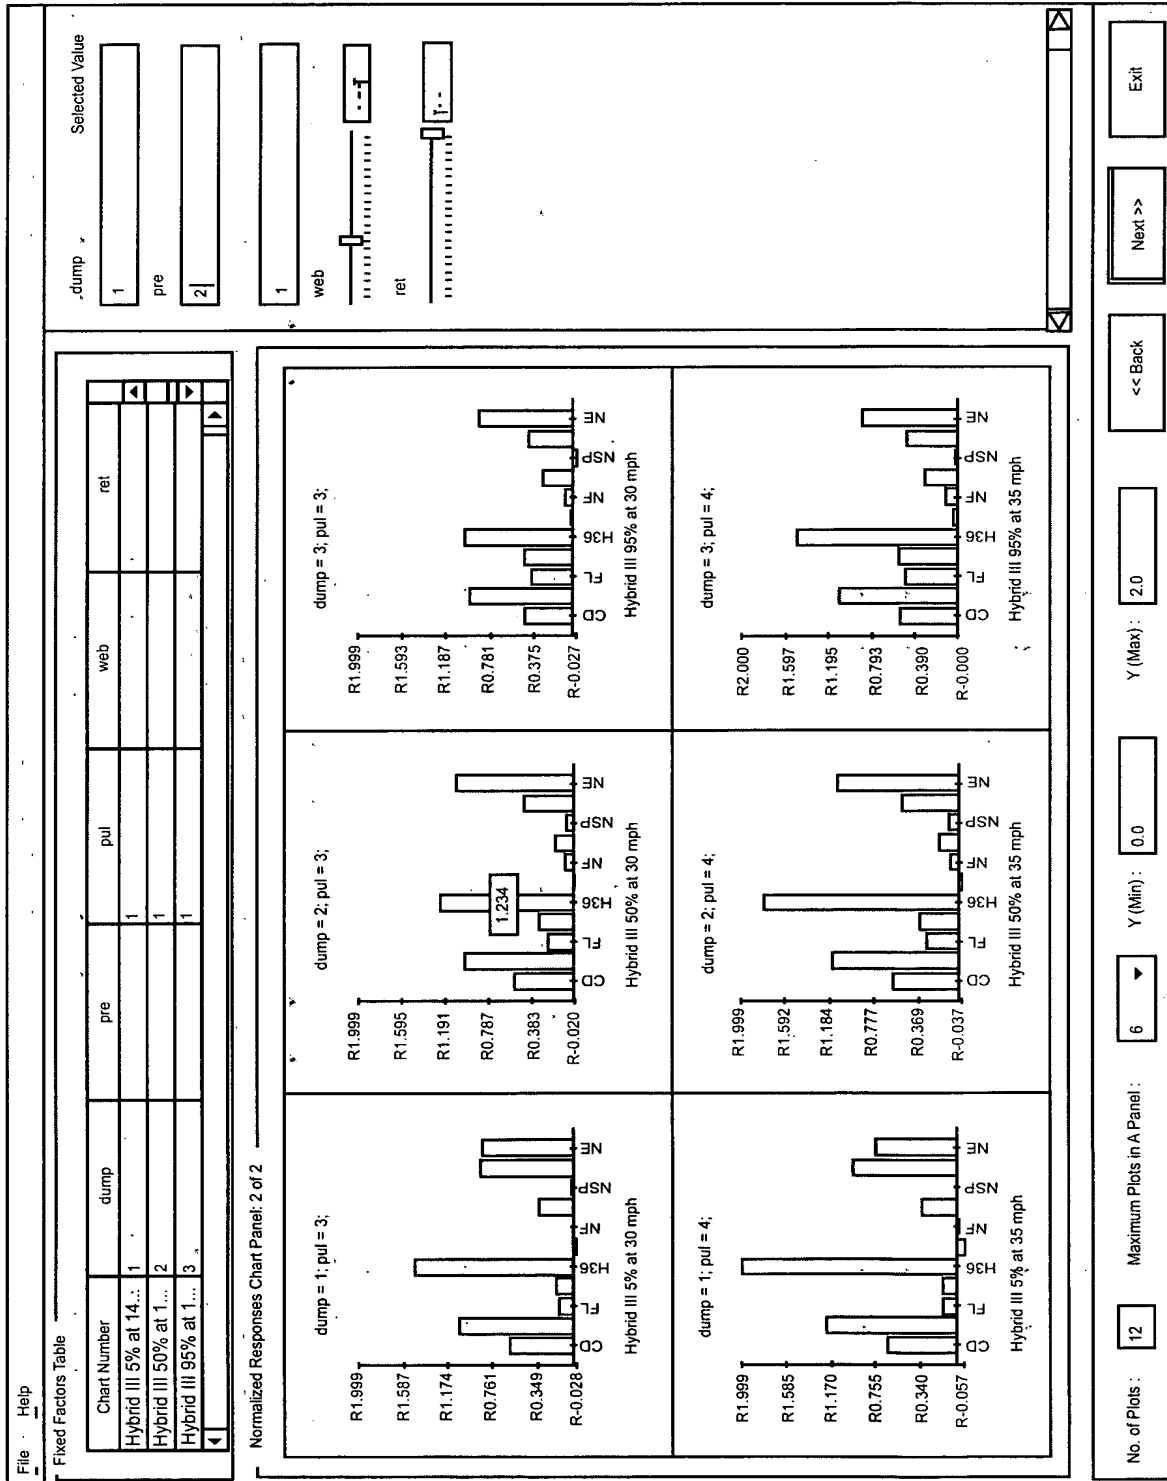 File Help
Fixed Factors Table
Chart Number dump pre pul web ret
Hybrid III 5% at 14... 1 1
Hybrid III 50% at 1... 2 1
Hybrid III 95% at 1... 3 1
Selected Value
dump
1
pre
2
1
web
ret
Normalized Responses Chart Panel: 2 of 2
dump = 1; pul = 3;
R1.999
R1.587
R1.174
R0.761
R0.349
R-0.028
CD FL H36 NF NSP NE
Hybrid III 5% at 30 mph
dump = 2; pul = 3;
R1.999
R1.595
R1.191
R0.787
R0.383
R-0.020
1.234
CD FL H36 NF NSP NE
Hybrid III 50% at 30 mph
dump = 3; pul = 3;
R1.999
R1.593
R1.187
R0.781
R0.375
R-0.027
CD FL H36 NF NSP NE
Hybrid III 95% at 30 mph
dump = 1; pul = 4;
R1.999
R1.585
R1.170
R0.755
R0.340
R-0.057
CD FL H36 NF NSP NE
Hybrid III 5% at 35 mph
dump = 2; pul = 4;
R1.999
R1.592
R1.184
R0.777
R0.369
R-0.037
CD FL H36 NF NSP NE
Hybrid III 50% at 35 mph
dump = 3; pul = 4;
R2.000
R1.597
R1.195
R0.793
R0.390
R-0.000
CD FL H36 NF NSP NE
Hybrid III 95% at 35 mph
No. of Plots : 12 Maximum Plots in A Panel : 6 Y (Min) : 0.0 Y (Max) : 2.0 << Back Next >> Exit